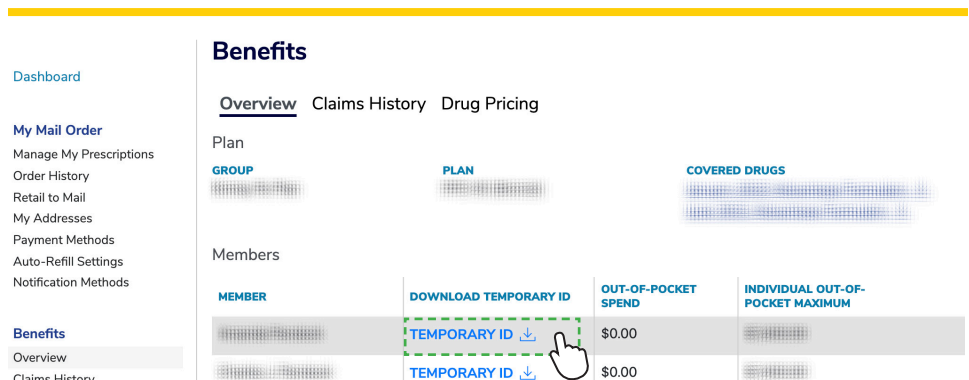 Benefits
Dashboard
Overview Claims History Drug Pricing
My Mail Order
Manage My Prescriptions
Order History
Retail to Mail
My Addresses
Payment Methods
Auto-Refill Settings
Notification Methods
Benefits
Overview
Claims History
Plan
GROUP PLAN COVERED DRUGS
Members
MEMBER DOWNLOAD TEMPORARY ID OUT-OF-POCKET SPEND INDIVIDUAL OUT-OF-POCKET MAXIMUM
TEMPORARY ID $0.00
TEMPORARY ID $0.00